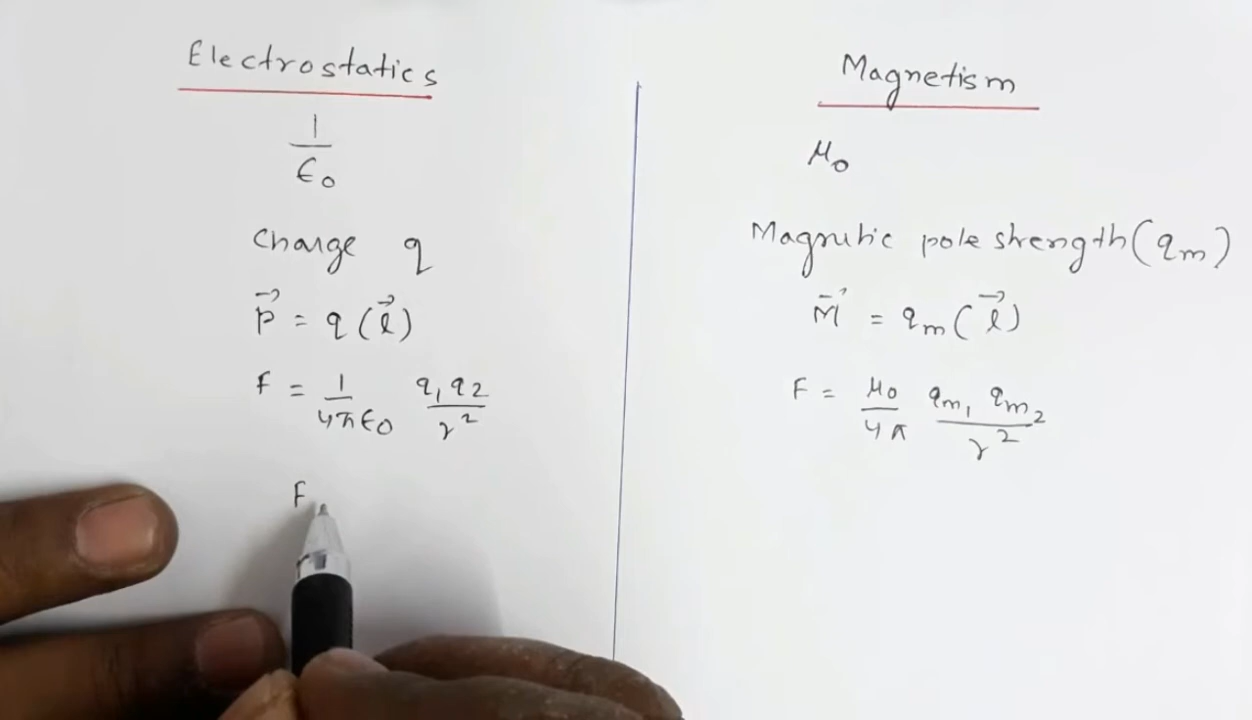 Electrostatics
1/ϵ₀
Charge q
p⃗ = q(l⃗)
F = 1/4πϵ₀ q₁q₂/r²
F
Magnetism
μ₀
Magnetic pole strength(qₘ)
M⃗ = qₘ(l⃗)
F = μ₀/4π qₘ₁ qₘ₂/r²